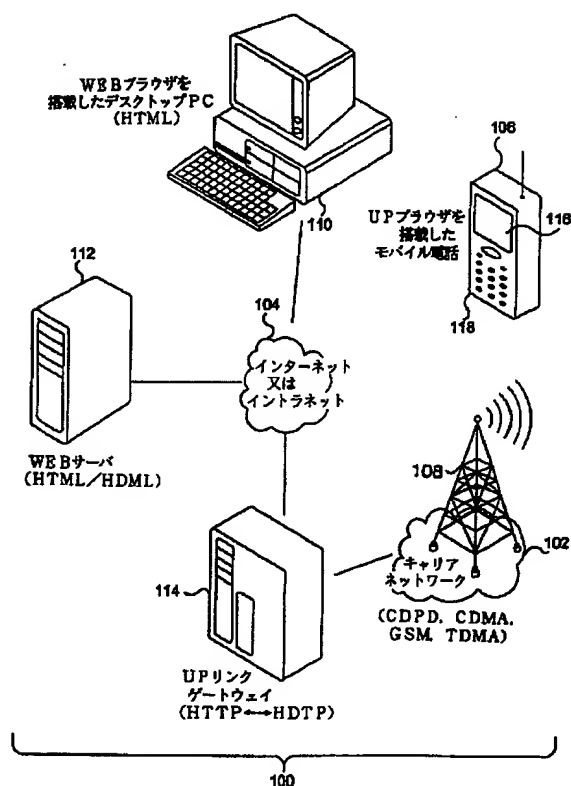 WEBブラウザを
搭載したデスクトップPC
(HTML)
110
106
116
UPブラウザを
搭載した
モバイル電話
118
112
104
インターネット
又は
イントラネット
WEBサーバ
(HTML/HDML)
108
102
キャリア
ネットワーク
(CDPD, CDMA,
GSM, TDMA)
114
UPリンク
ゲートウェイ
(HTTP↔HDTP)
100